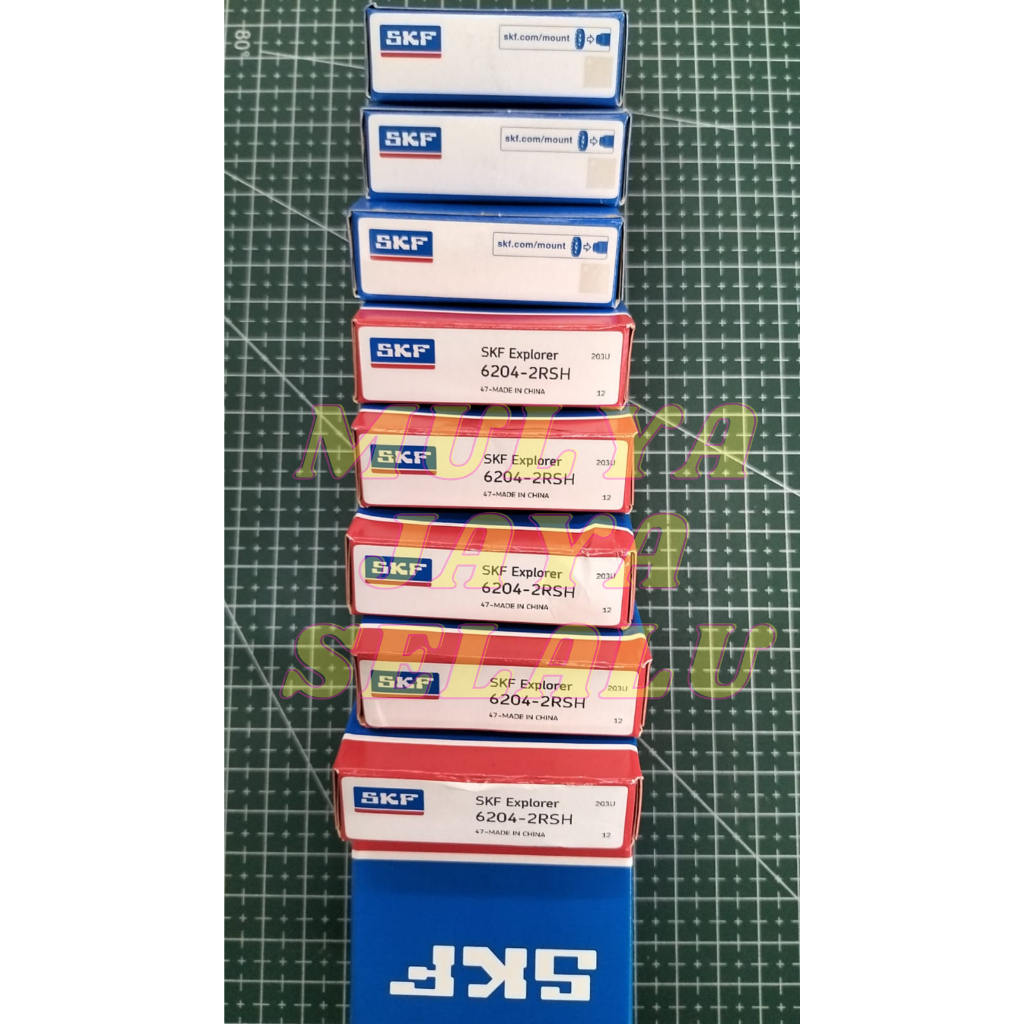 60°
SKF
skf.com/mount
SKF
skf.com/mount
SKF
skf.com/mount
SKF
SKF Explorer
203U
6204-2RSH
47-MADE IN CHINA
12
MULYA
SKF
SKF Explorer
203U
6204-2RSH
47-MADE IN CHINA
12
JAYA
SKF
SKF Explorer
203U
6204-2RSH
47-MADE IN CHINA
12
SELALU
SKF
SKF Explorer
203U
6204-2RSH
47-MADE IN CHINA
12
SKF
SKF Explorer
203U
6204-2RSH
47-MADE IN CHINA
12
SKF